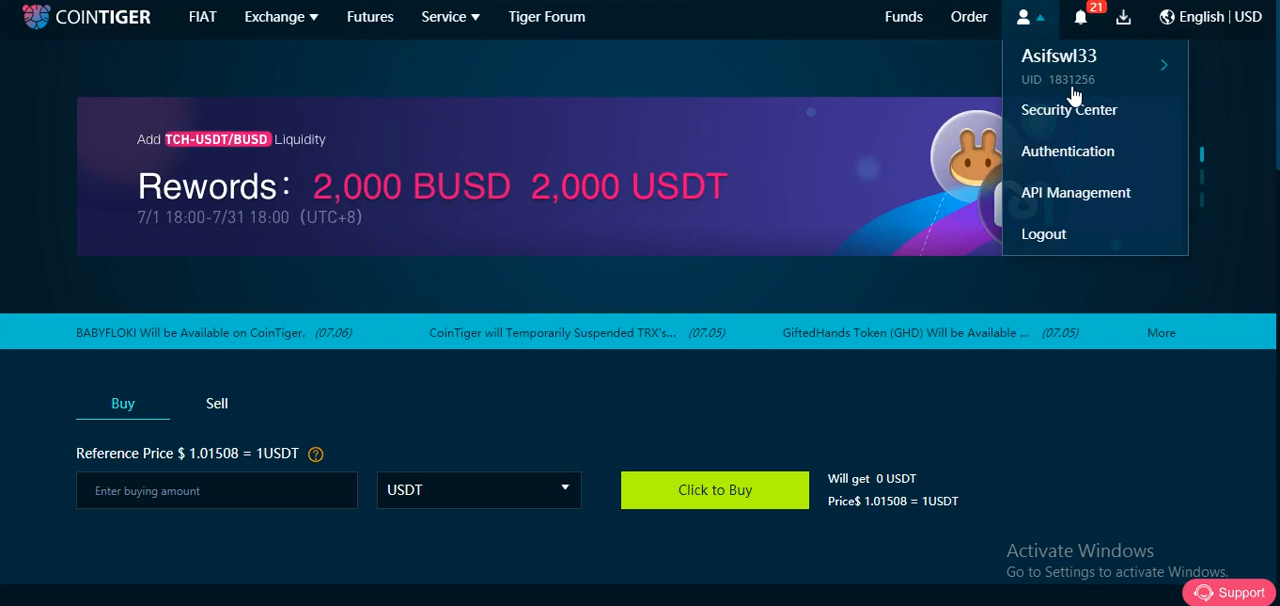 COINTIGER FIAT Exchange Futures Service Tiger Forum Funds Order 21 English | USD
Asifswl33
UID 1831256
Security Center
Authentication
API Management
Logout
Add TCH-USDT/BUSD Liquidity
Rewords: 2,000 BUSD 2,000 USDT
7/1 18:00-7/31 18:00 (UTC+8)
BABYFLOKI Will be Available on CoinTiger. (07.06) CoinTiger will Temporarily Suspended TRX's... (07.05) GiftedHands Token (GHD) Will be Available ... (07.05) More
Buy Sell
Reference Price $ 1.01508 = 1USDT ?
Enter buying amount USDT Click to Buy
Will get 0 USDT
Price$ 1.01508 = 1USDT
Activate Windows
Go to Settings to activate Windows.
Support